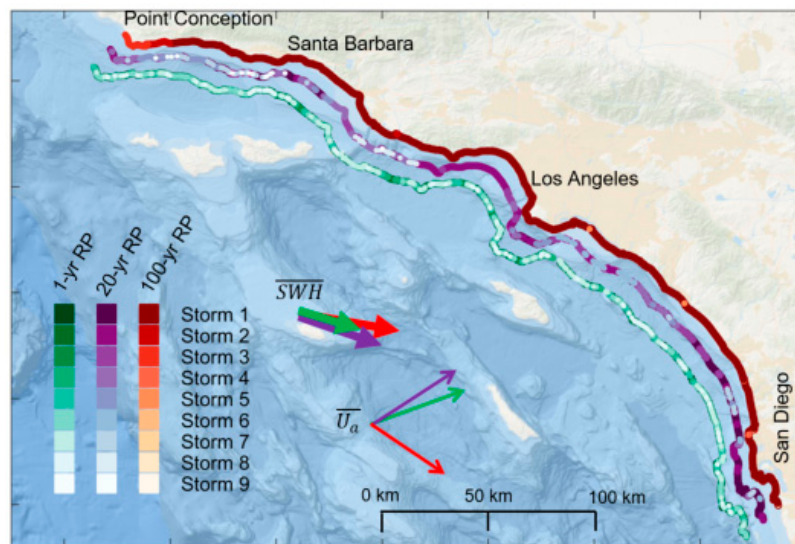 Point Conception
Santa Barbara
Los Angeles
San Diego
1-yr RP
20-yr RP
100-yr RP
Storm 1
Storm 2
Storm 3
Storm 4
Storm 5
Storm 6
Storm 7
Storm 8
Storm 9
SWH
U_a
0 km
50 km
100 km